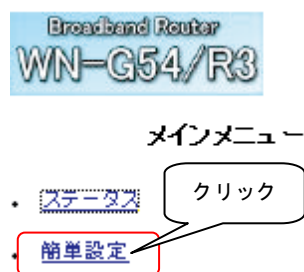 Broadband Router
WN-G54/R3
メインメニュー
・ ステータス
クリック
・ 簡単設定